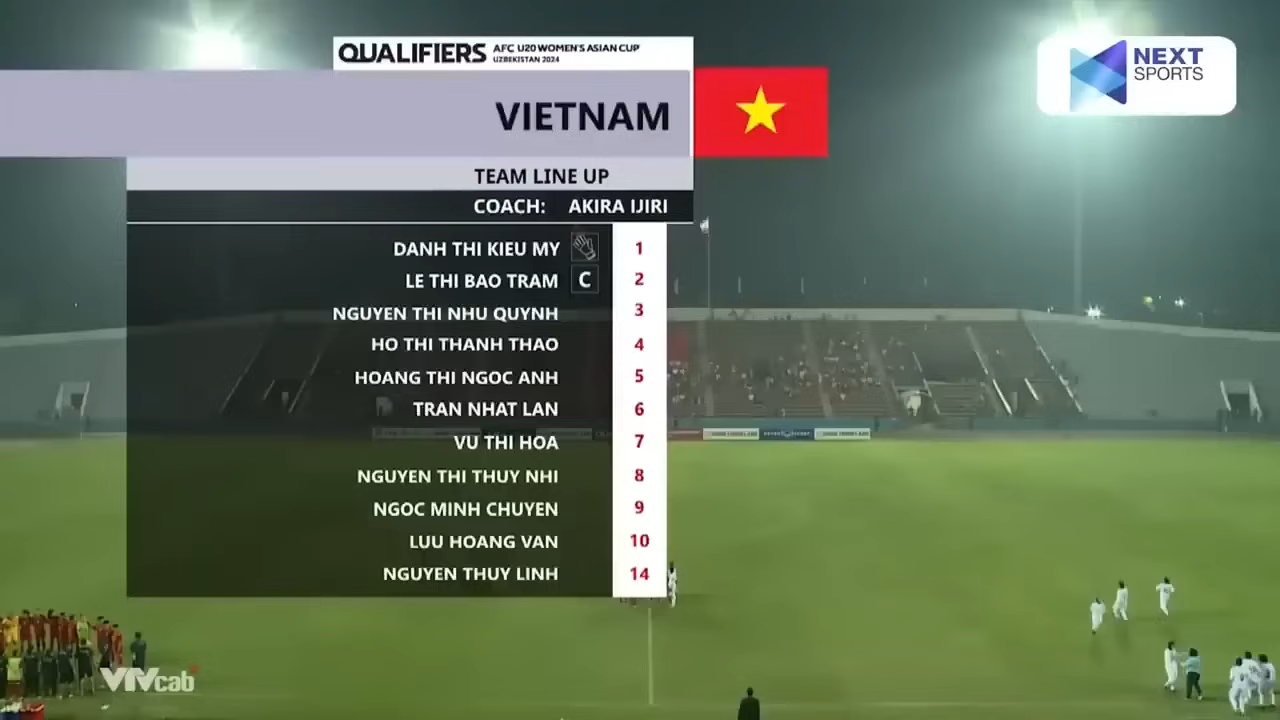 QUALIFIERS AFC U20 WOMEN'S ASIAN CUP
UZBEKISTAN 2024
NEXT
SPORTS
VIETNAM
TEAM LINE UP
COACH: AKIRA IJIRI
DANH THI KIEU MY 1
LE THI BAO TRAM C 2
NGUYEN THI NHU QUYNH 3
HO THI THANH THAO 4
HOANG THI NGOC ANH 5
TRAN NHAT LAN 6
VU THI HOA 7
NGUYEN THI THUY NHI 8
NGOC MINH CHUYEN 9
LUU HOANG VAN 10
NGUYEN THUY LINH 14
VTVcab